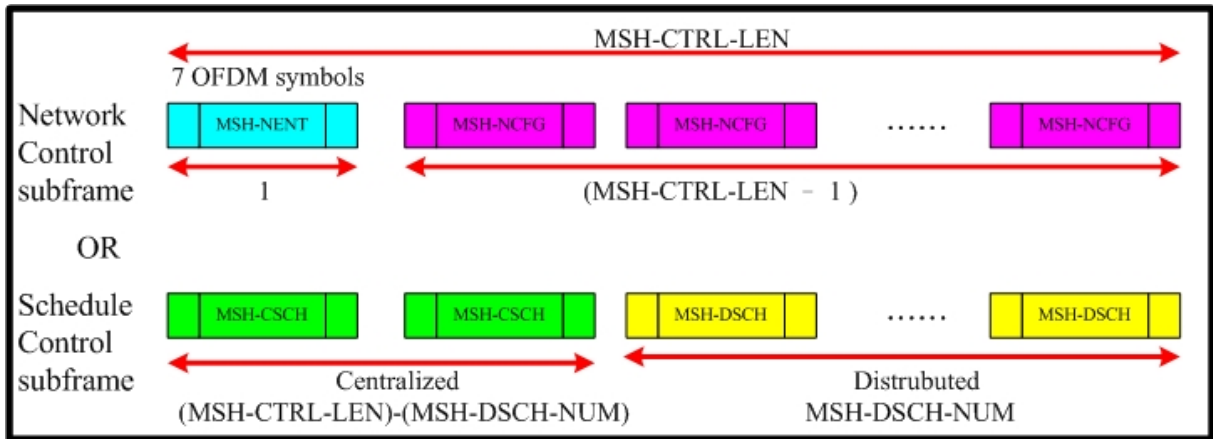 MSH-CTRL-LEN
7 OFDM symbols
Network
Control
subframe
MSH-NENT
MSH-NCFG
MSH-NCFG
......
MSH-NCFG
1
(MSH-CTRL-LEN - 1 )
OR
Schedule
Control
subframe
MSH-CSCH
MSH-CSCH
MSH-DSCH
......
MSH-DSCH
Centralized
(MSH-CTRL-LEN)-(MSH-DSCH-NUM)
Distrubuted
MSH-DSCH-NUM